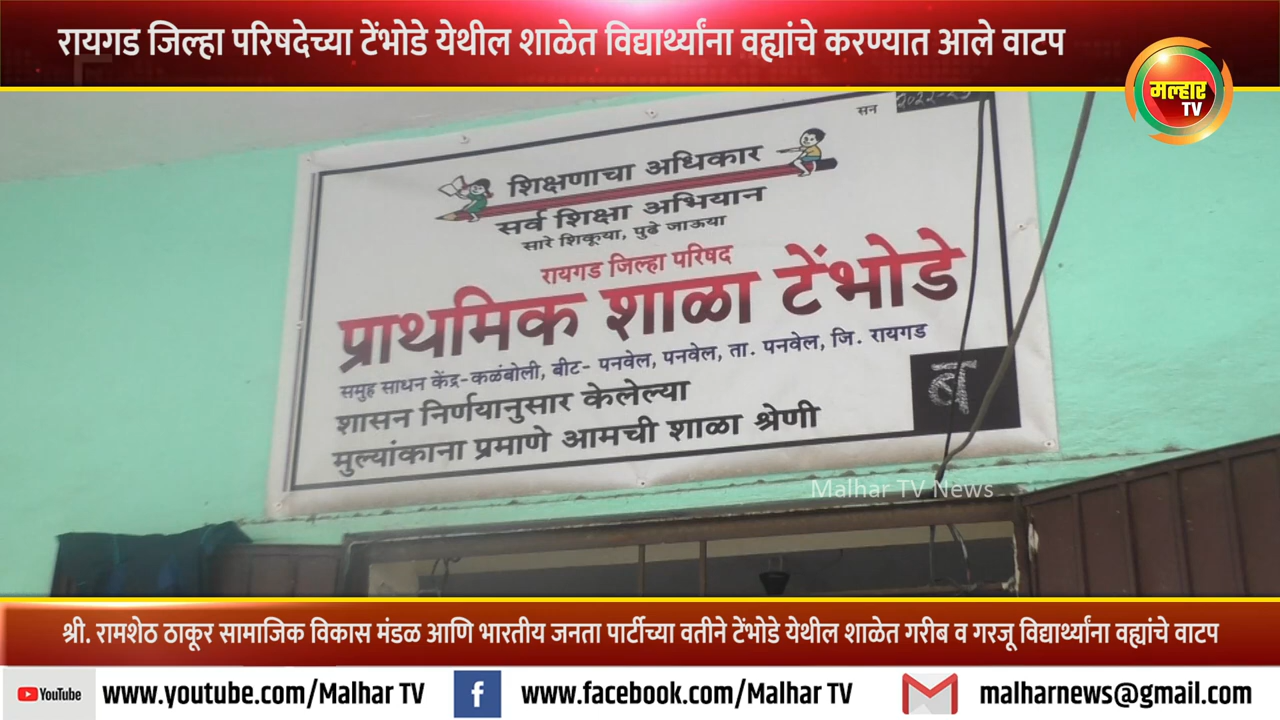 रायगड जिल्हा परिषदेच्या टेंभोडे येथील शाळेत विद्यार्थ्यांना वह्यांचे करण्यात आले वाटप
मल्हार
TV
सन
शिक्षणाचा अधिकार
सर्व शिक्षा अभियान
सारे शिकूया, पुढे जाऊया
रायगड जिल्हा परिषद
प्राथमिक शाळा टेंभोडे
समुह साधन केंद्र-कळंबोली, बीट- पनवेल, पनवेल, ता. पनवेल, जि. रायगड
शासन निर्णयानुसार केलेल्या
मुल्यांकाना प्रमाणे आमची शाळा श्रेणी
Malhar TV News
श्री. रामशेठ ठाकूर सामाजिक विकास मंडळ आणि भारतीय जनता पार्टीच्या वतीने टेंभोडे येथील शाळेत गरीब व गरजू विद्यार्थ्यांना वह्यांचे वाटप
YouTube www.youtube.com/Malhar TV f www.facebook.com/Malhar TV malharnews@gmail.com